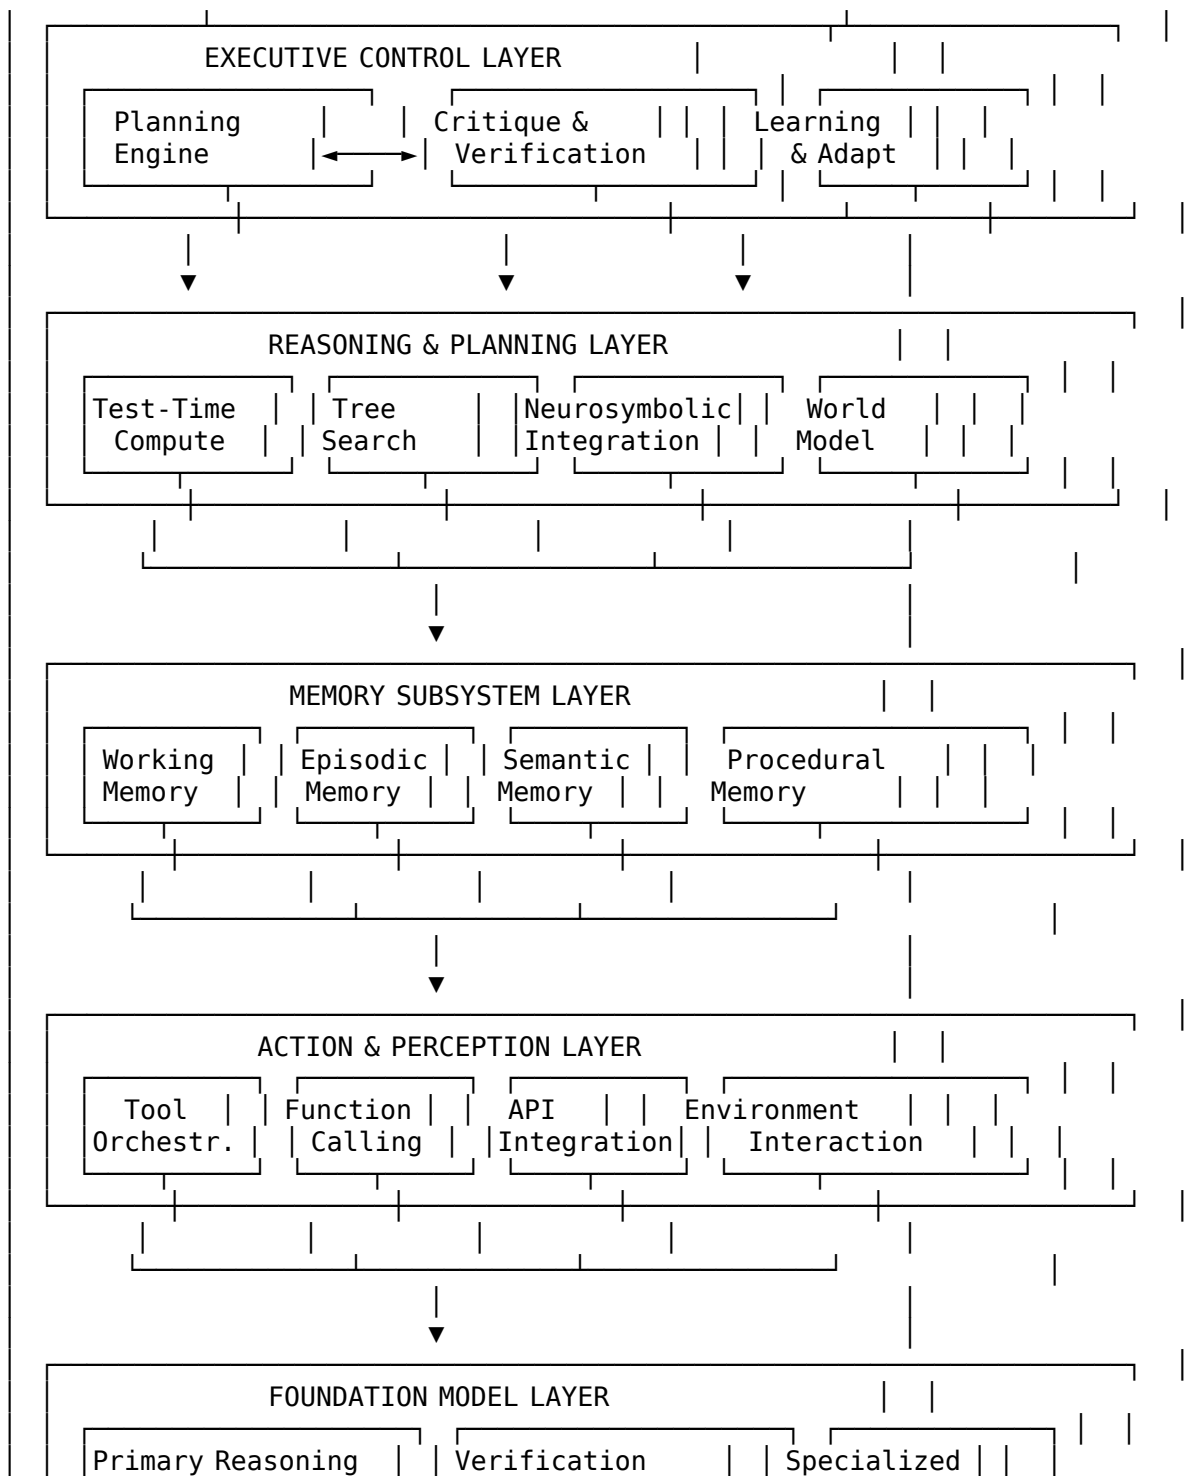 EXECUTIVE CONTROL LAYER
Planning Critique & Learning
Engine Verification & Adapt
REASONING & PLANNING LAYER
Test-Time Tree Neurosymbolic World
Compute Search Integration Model
MEMORY SUBSYSTEM LAYER
Working Episodic Semantic Procedural
Memory Memory Memory Memory
ACTION & PERCEPTION LAYER
Tool Function API Environment
Orchestr. Calling Integration Interaction
FOUNDATION MODEL LAYER
Primary Reasoning Verification Specialized